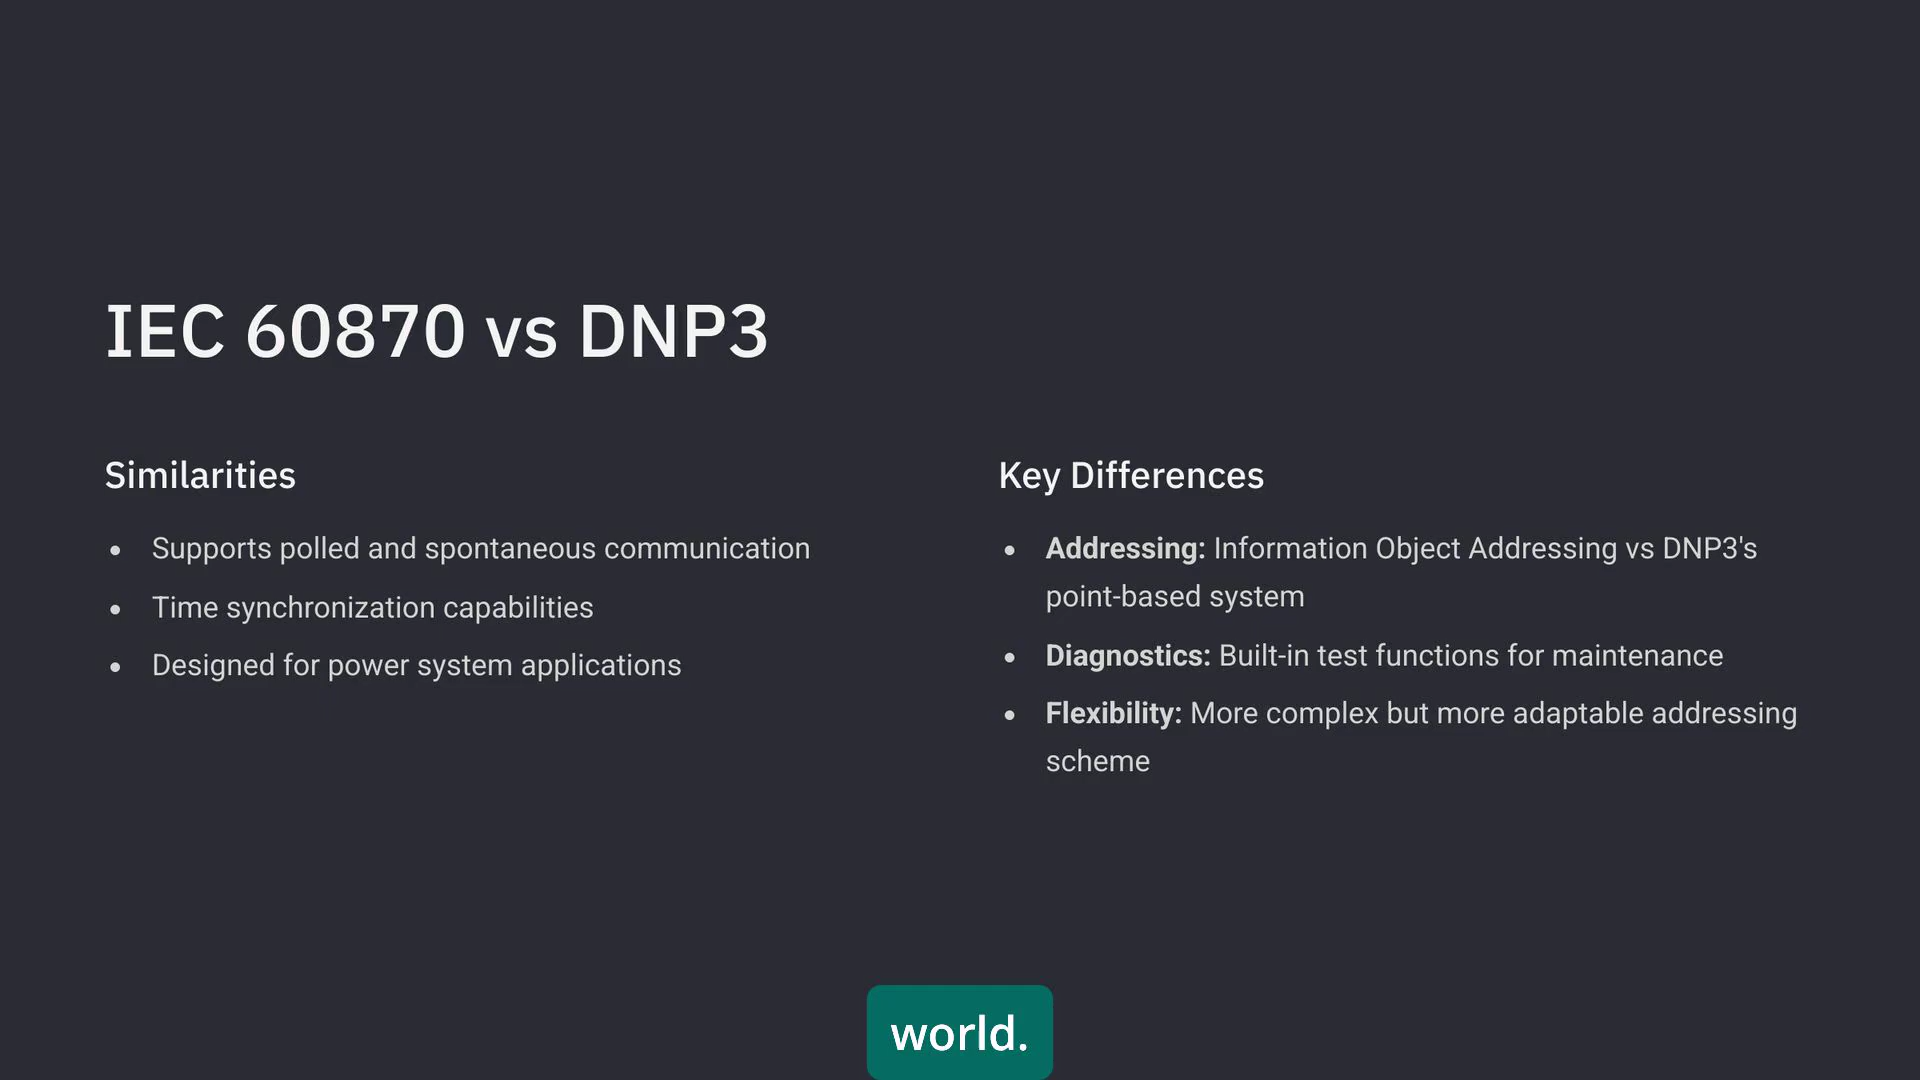 IEC 60870 vs DNP3
Similarities
Supports polled and spontaneous communication
Time synchronization capabilities
Designed for power system applications
Key Differences
Addressing: Information Object Addressing vs DNP3's
point-based system
Diagnostics: Built-in test functions for maintenance
Flexibility: More complex but more adaptable addressing
scheme
world.